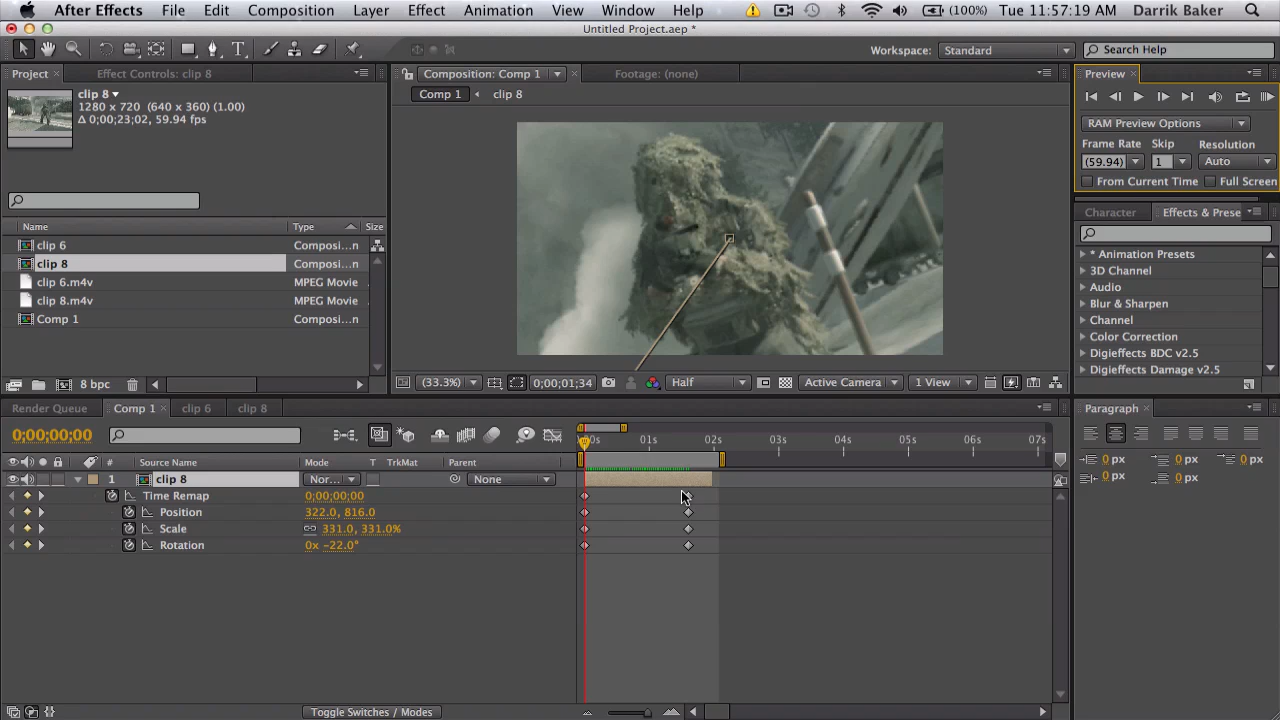 After Effects File Edit Composition Layer Effect Animation View Window Help (100%) Tue 11:57:19 AM Darrik Baker
Untitled Project.aep *
Workspace: Standard Search Help
Project Effect Controls: clip 8 Composition: Comp 1 Footage: (none) Preview
clip 8
1280 x 720 (640 x 360) (1.00)
Δ 0;00;23;02, 59.94 fps
Comp 1 clip 8
RAM Preview Options
Frame Rate Skip Resolution
(59.94) 1 Auto
From Current Time Full Screen
Name Type Size
clip 6 Composi...n
clip 8 Composi...n
clip 6.m4v MPEG Movie
clip 8.m4v MPEG Movie
Comp 1 Composi...n
8 bpc
Character Effects & Prese
* Animation Presets
3D Channel
Audio
Blur & Sharpen
Channel
Color Correction
Digieffects BDC v2.5
Digieffects Damage v2.5
(33.3%) 0;00;01;34 Half Active Camera 1 View
Render Queue Comp 1 clip 6 clip 8
0;00;00;00
0s 01s 02s 03s 04s 05s 06s 07s
# Source Name Mode T TrkMat Parent
1 clip 8 Nor... None
Time Remap 0;00;00;00
Position 322.0, 816.0
Scale 331.0, 331.0%
Rotation 0x -22.0°
Toggle Switches / Modes
Paragraph
0 px 0 px 0 px
0 px 0 px